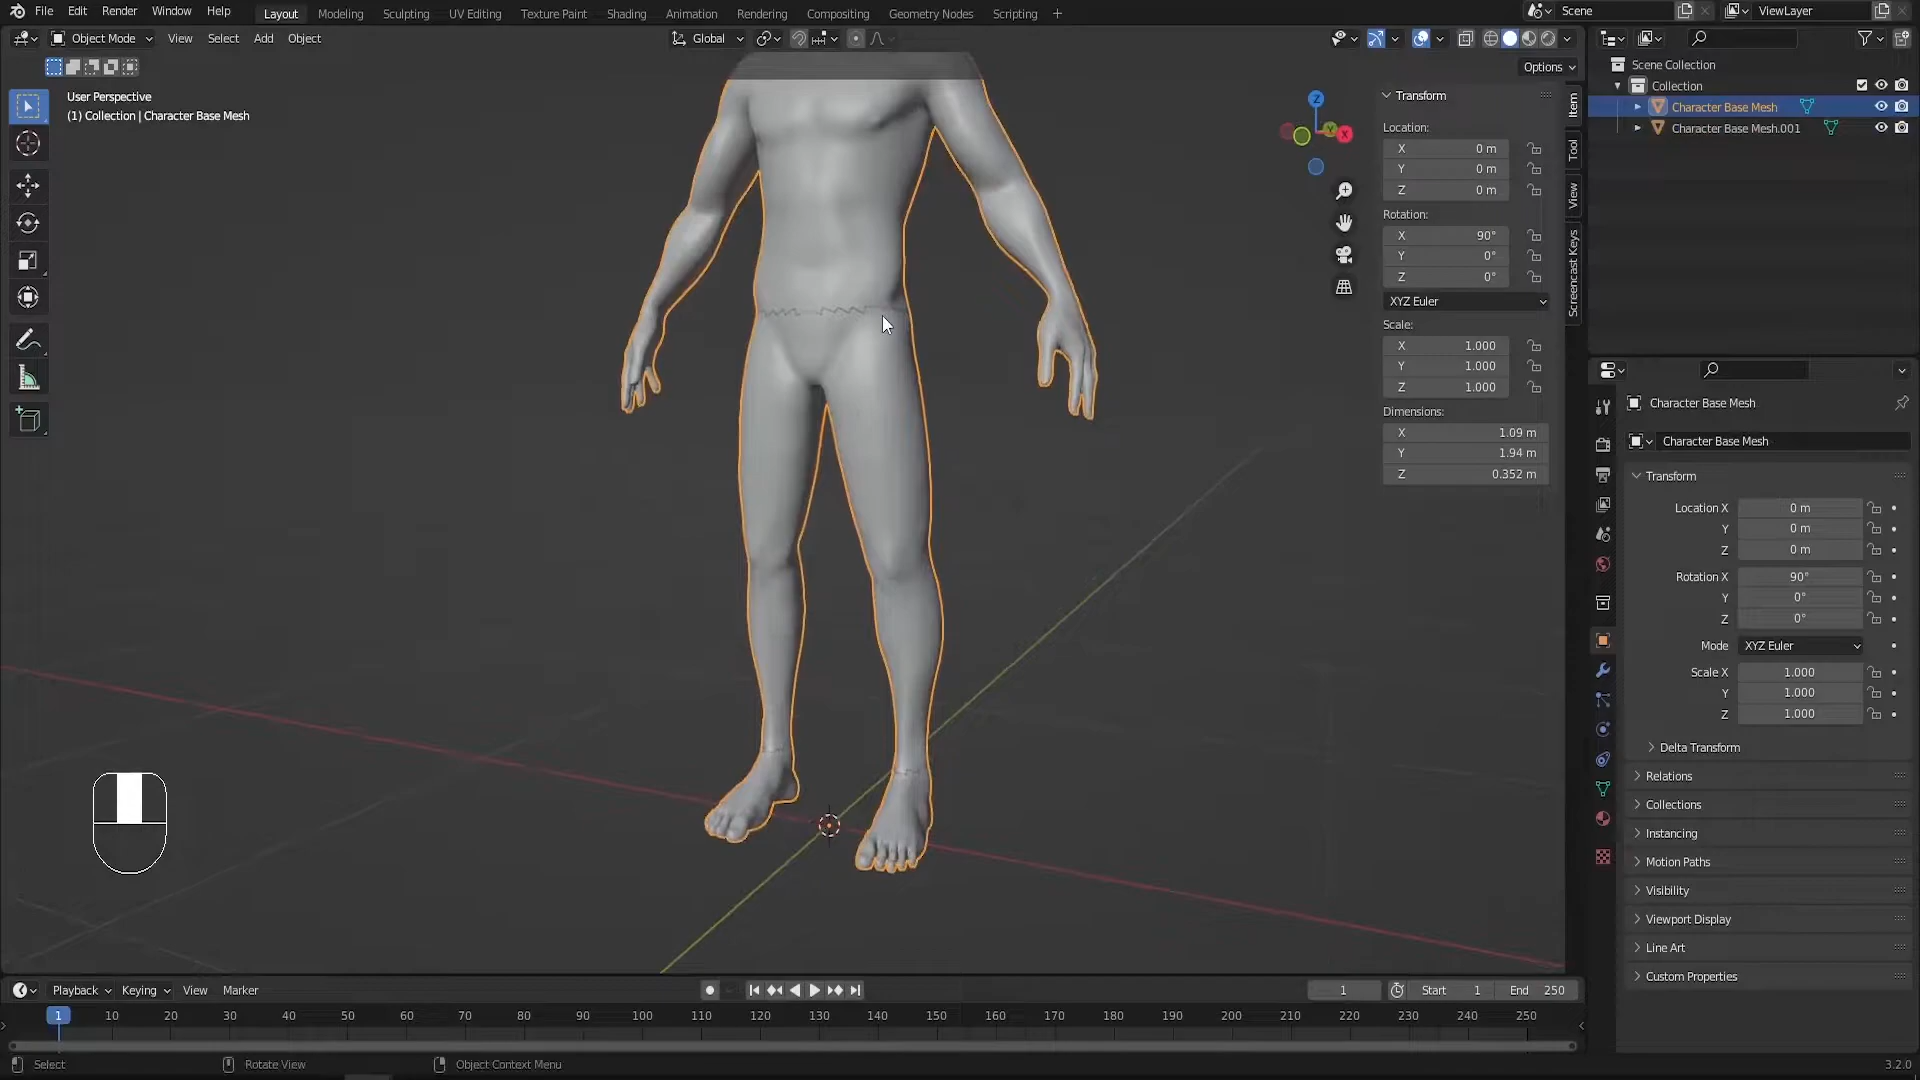 File Edit Render Window Help Layout Modeling Sculpting UV Editing Texture Paint Shading Animation Rendering Compositing Geometry Nodes Scripting + Scene ViewLayer
Object Mode View Select Add Object Global
Options
User Perspective
(1) Collection | Character Base Mesh
Z
X
Y
Transform
Location:
X 0 m
Y 0 m
Z 0 m
Rotation:
X 90°
Y 0°
Z 0°
XYZ Euler
Scale:
X 1.000
Y 1.000
Z 1.000
Dimensions:
X 1.09 m
Y 1.94 m
Z 0.352 m
Item
Tool
View
Screencast Keys
Scene Collection
Collection
Character Base Mesh
Character Base Mesh.001
Character Base Mesh
Character Base Mesh
Transform
Location X 0 m
Y 0 m
Z 0 m
Rotation X 90°
Y 0°
Z 0°
Mode XYZ Euler
Scale X 1.000
Y 1.000
Z 1.000
Delta Transform
Relations
Collections
Instancing
Motion Paths
Visibility
Viewport Display
Line Art
Custom Properties
Playback Keying View Marker 1 Start 1 End 250
1 10 20 30 40 50 60 70 80 90 100 110 120 130 140 150 160 170 180 190 200 210 220 230 240 250
Select Rotate View Object Context Menu 3.2.0